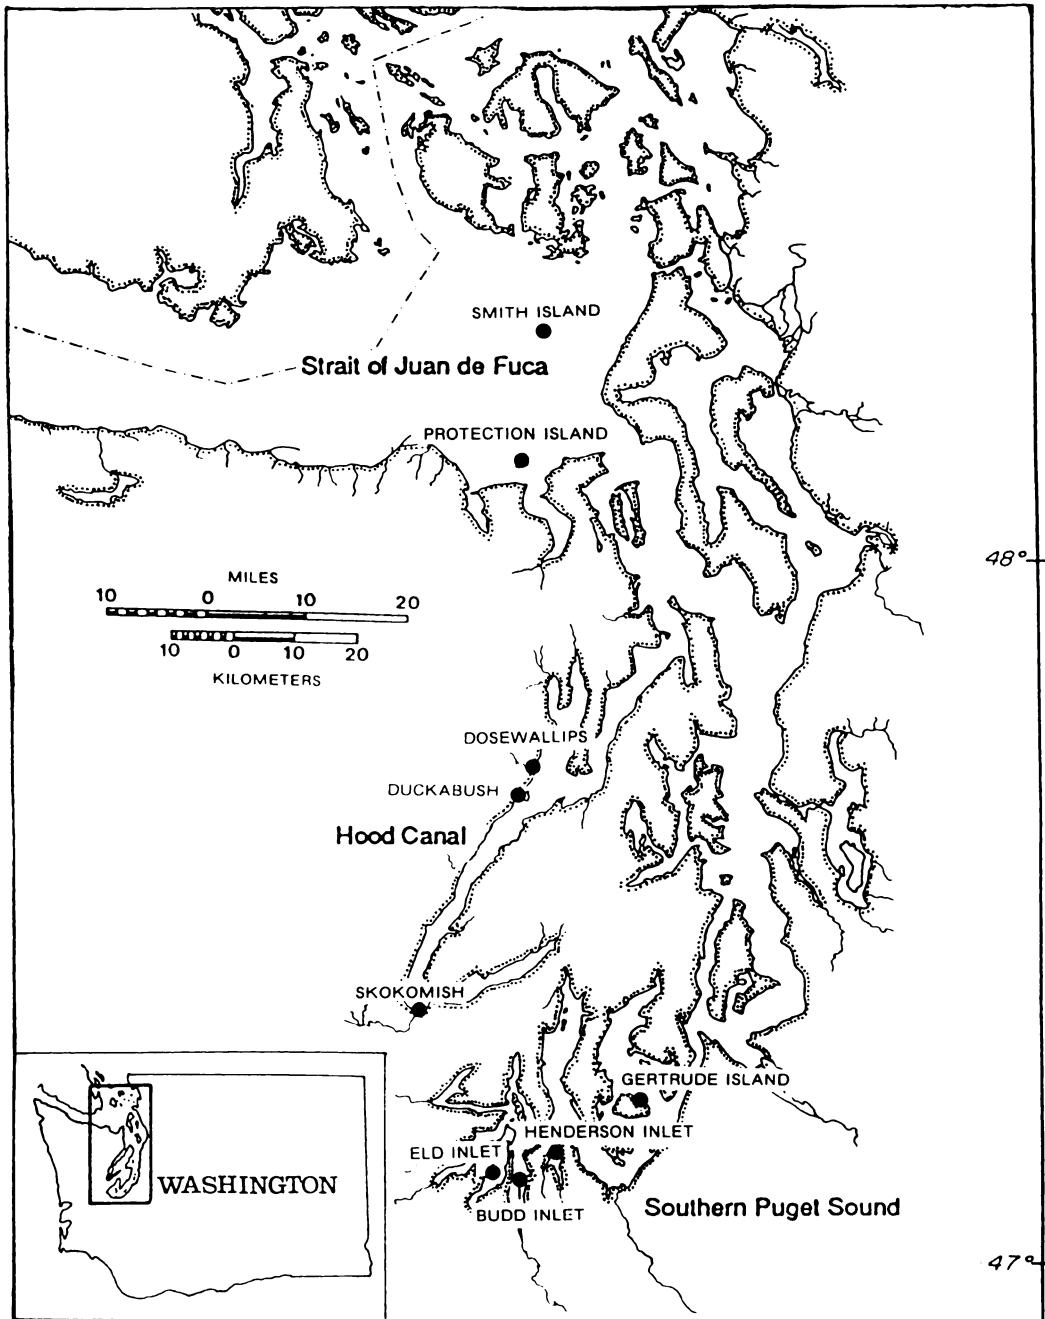 SMITH ISLAND
Strait of Juan de Fuca
PROTECTION ISLAND
48°
MILES
10 0 10 20
10 0 10 20
KILOMETERS
DOSEWALLIPS
DUCKABUSH
Hood Canal
SKOKOMISH
GERTRUDE ISLAND
HENDERSON INLET
ELD INLET
WASHINGTON
BUDD INLET
Southern Puget Sound
47°